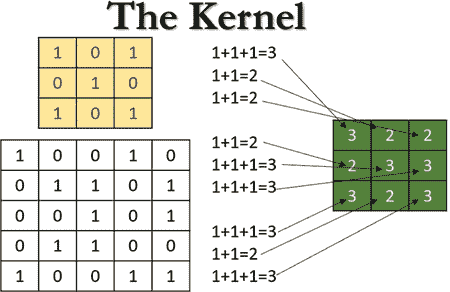 The Kernel
1 0 1
0 1 0
1 0 1
1 0 0 1 0
0 1 1 0 1
0 0 1 0 1
0 1 1 0 0
1 0 0 1 1
1+1+1=3
1+1=2
1+1=2
1+1=2
1+1+1=3
1+1+1=3
1+1+1=3
1+1=2
1+1+1=3
3 2 2
2 3 3
3 2 3